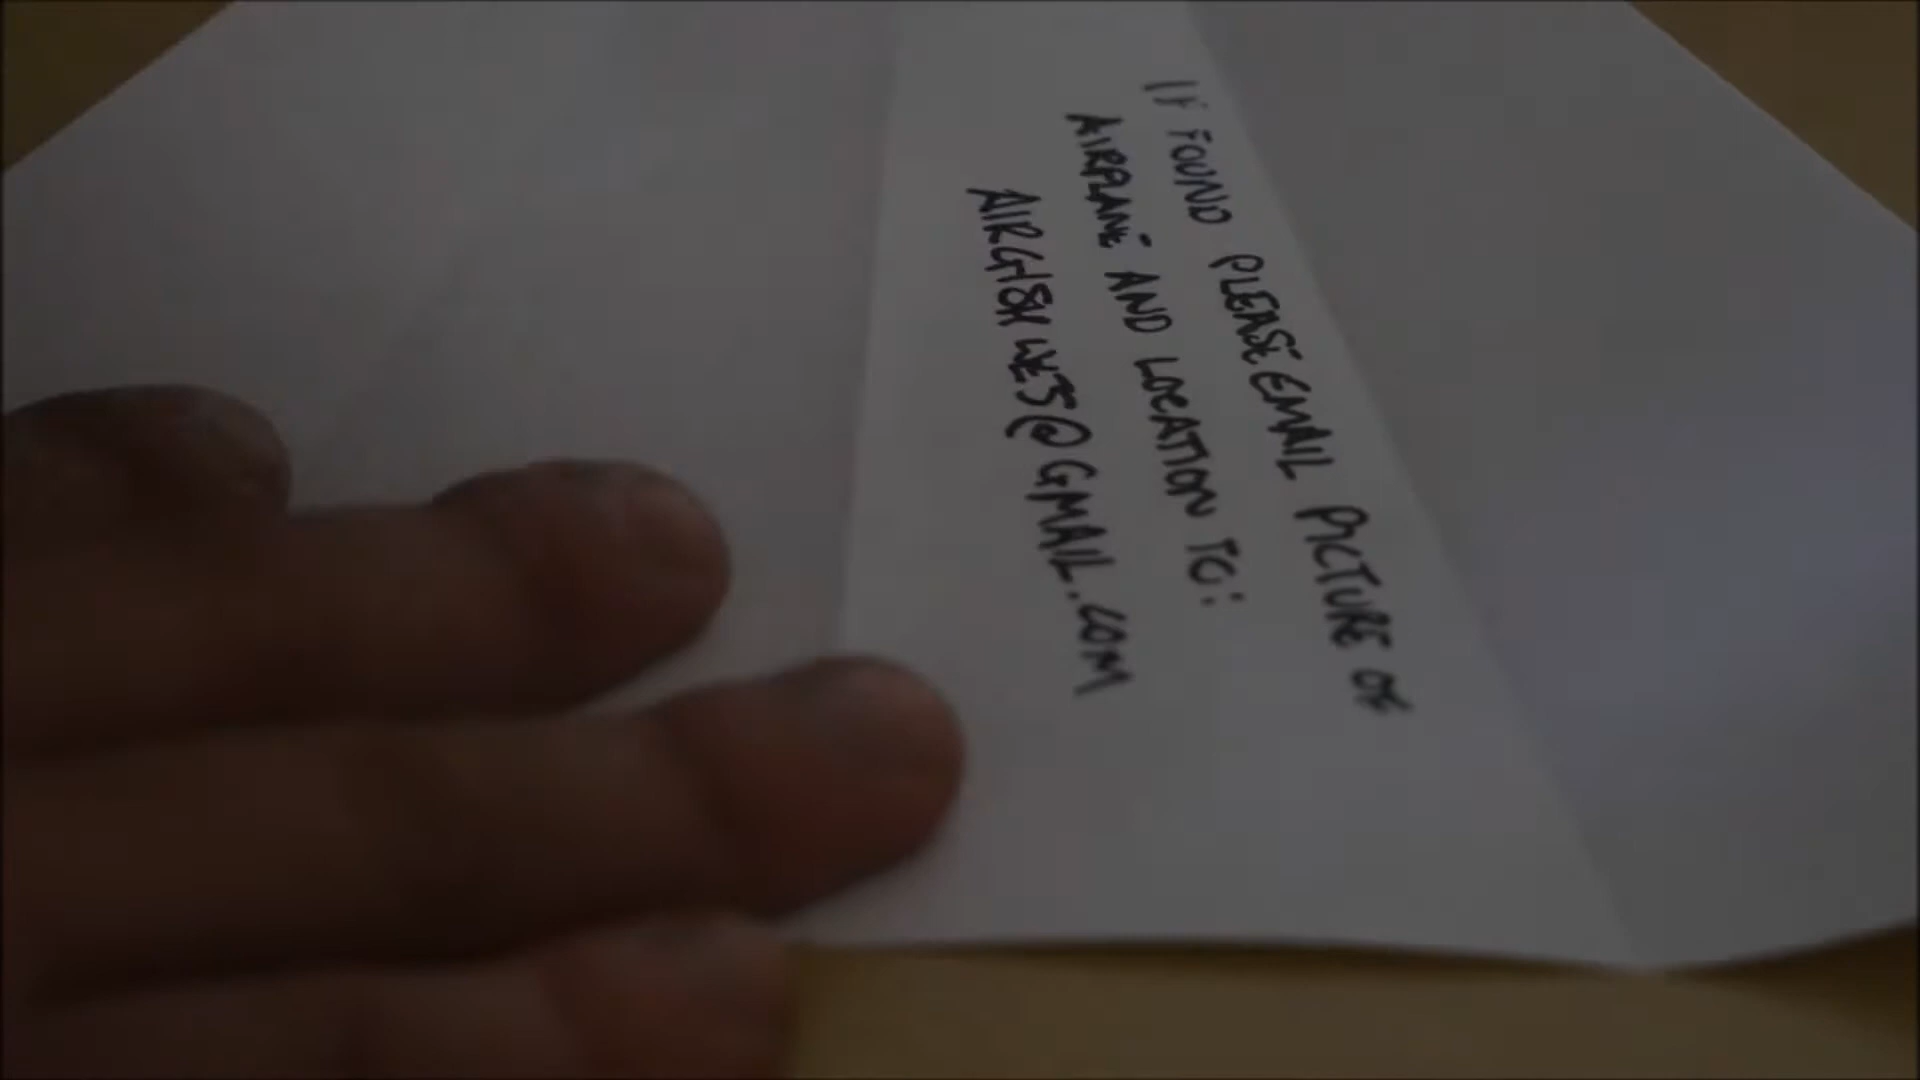 IF FOUND PLEASE EMAIL PICTURE OF
AIRPLANE AND LOCATION TO: